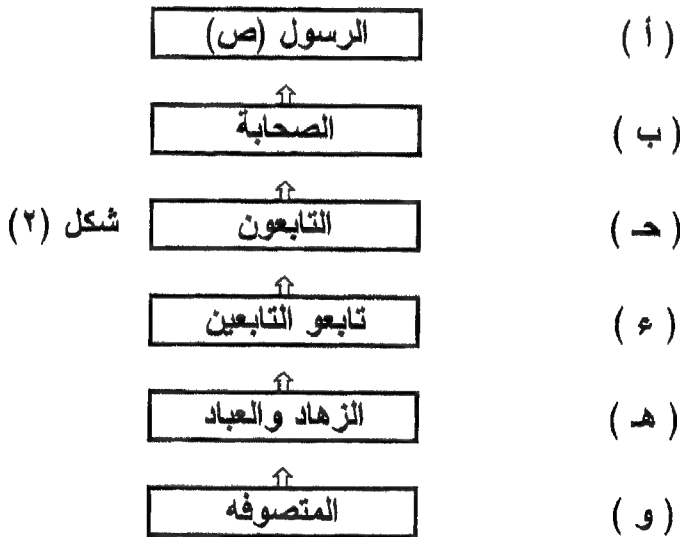 ( أ ) الرسول (ص)
( ب ) الصحابة
( حـ ) التابعون شكل (٢)
( ء ) تابعو التابعين
( هـ ) الزهاد والعباد
( و ) المتصوفه